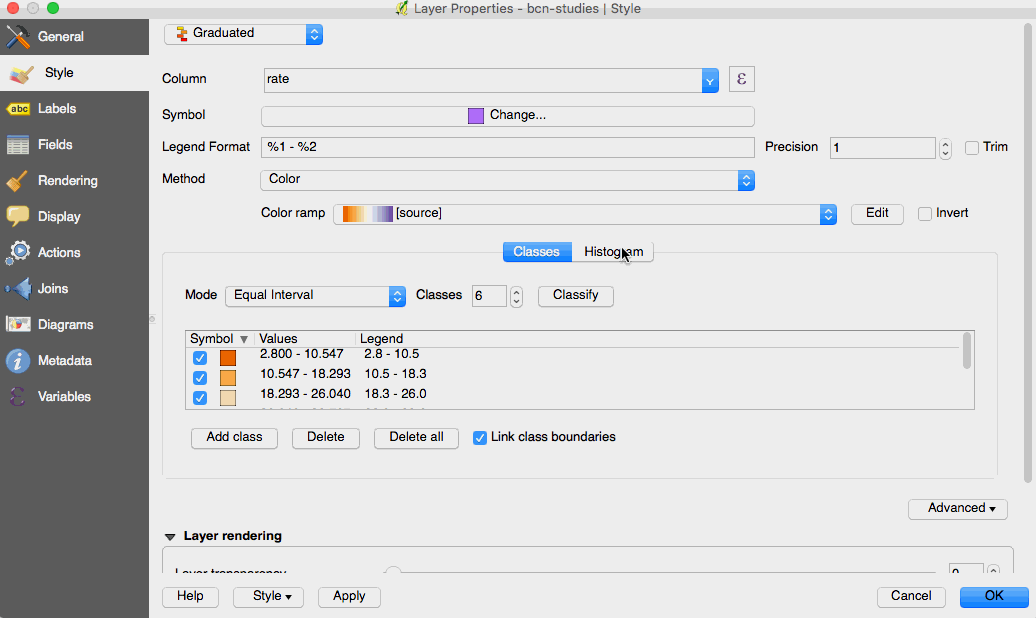 Layer Properties - bcn-studies | Style
General
Style
abc Labels
Fields
Rendering
Display
Actions
Joins
Diagrams
Metadata
Variables
Graduated
Column rate ε
Symbol Change...
Legend Format %1 - %2 Precision 1 Trim
Method Color
Color ramp [source] Edit Invert
Classes Histogram
Mode Equal Interval Classes 6 Classify
Symbol Values Legend
2.800 - 10.547 2.8 - 10.5
10.547 - 18.293 10.5 - 18.3
18.293 - 26.040 18.3 - 26.0
Add class Delete Delete all Link class boundaries
Advanced
Layer rendering
Layer transparency 0
Help Style Apply Cancel OK